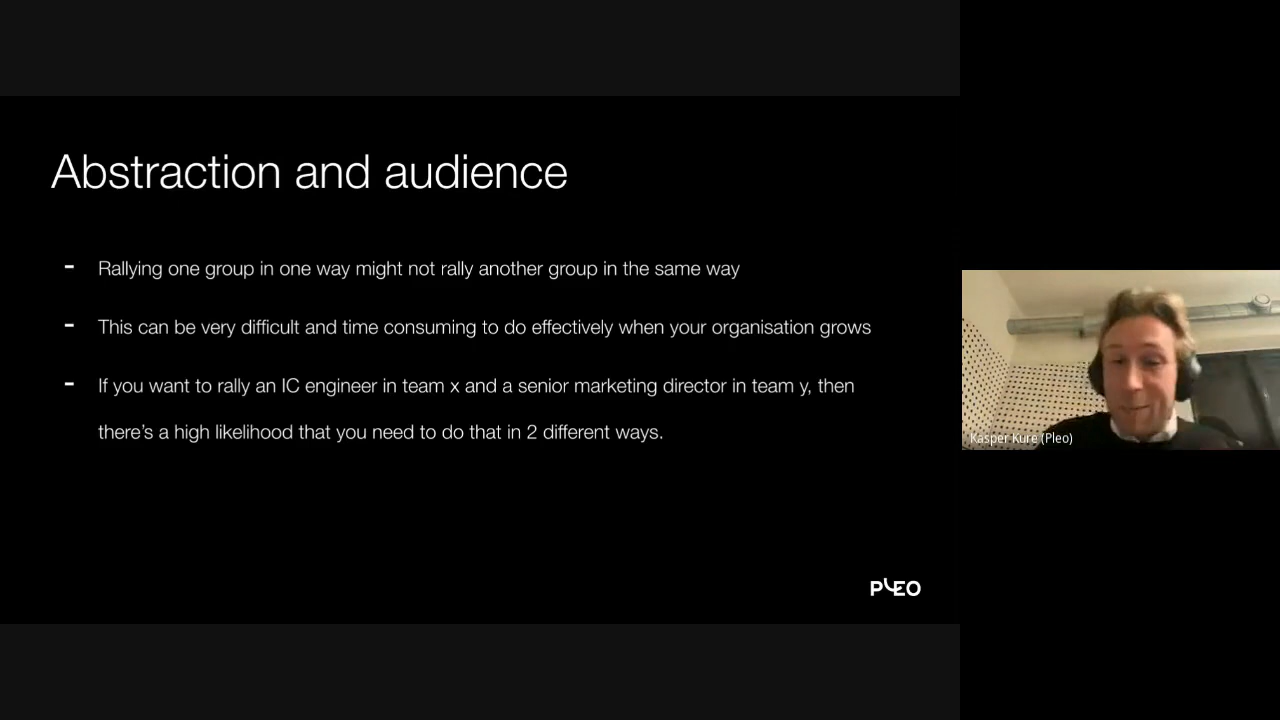 Abstraction and audience
- Rallying one group in one way might not rally another group in the same way
- This can be very difficult and time consuming to do effectively when your organisation grows
- If you want to rally an IC engineer in team x and a senior marketing director in team y, then
there's a high likelihood that you need to do that in 2 different ways.
PLEO
Kasper Kure (Pleo)